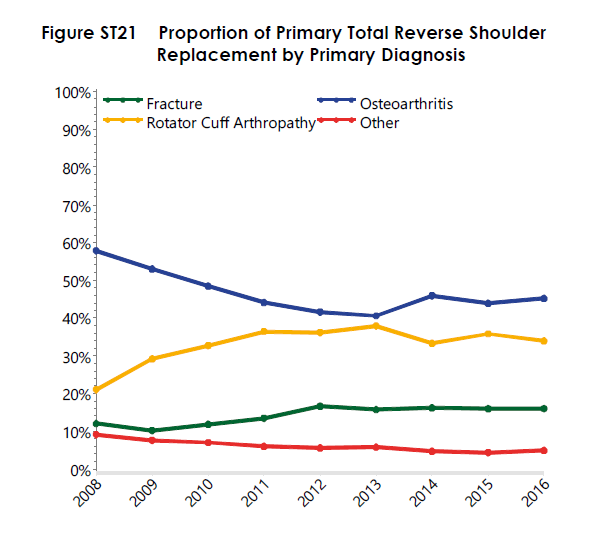 Figure ST21 Proportion of Primary Total Reverse Shoulder
Replacement by Primary Diagnosis
100%
90%
80%
70%
60%
50%
40%
30%
20%
10%
0%
Fracture Osteoarthritis
Rotator Cuff Arthropathy Other
2008 2009 2010 2011 2012 2013 2014 2015 2016